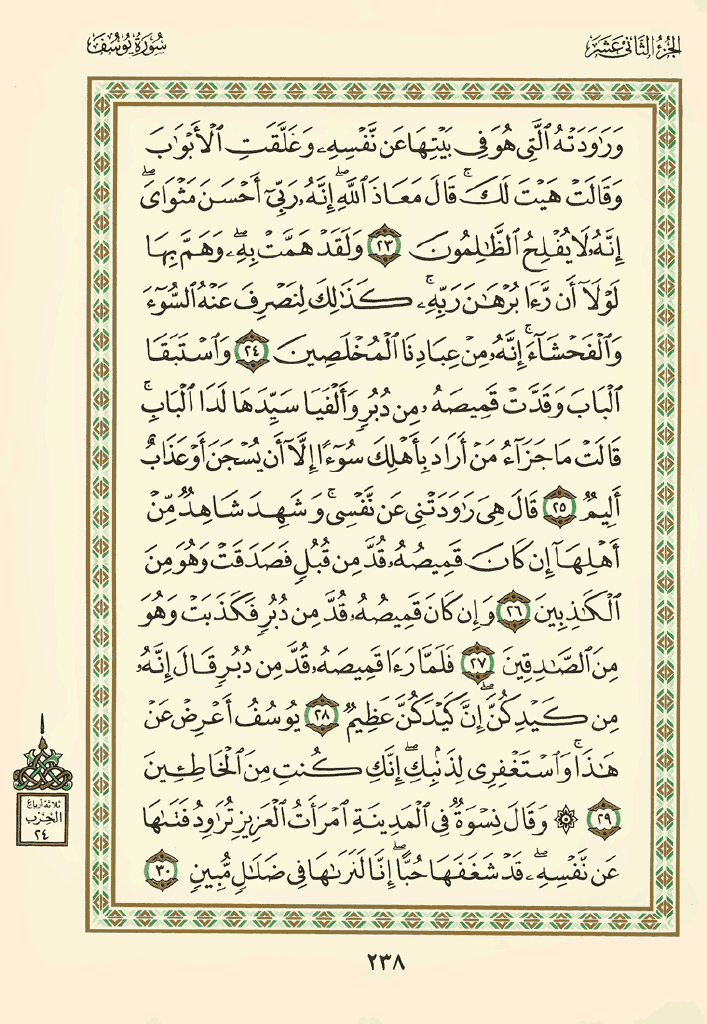 الجزء الثاني عشر
سورة يوسف
وَرَٰوَدَتْهُ ٱلَّتِى هُوَ فِى بَيْتِهَا عَن نَّفْسِهِۦ وَغَلَّقَتِ ٱلْأَبْوَٰبَ
وَقَالَتْ هَيْتَ لَكَ ۚ قَالَ مَعَاذَ ٱللَّهِ ۖ إِنَّهُۥ رَبِّىٓ أَحْسَنَ مَثْوَاىَ ۖ
إِنَّهُۥ لَا يُفْلِحُ ٱلظَّٰلِمُونَ ٢٣ وَلَقَدْ هَمَّتْ بِهِۦ ۖ وَهَمَّ بِهَا
لَوْلَآ أَن رَّءَا بُرْهَٰنَ رَبِّهِۦ ۚ كَذَٰلِكَ لِنَصْرِفَ عَنْهُ ٱلسُّوٓءَ
وَٱلْفَحْشَآءَ ۚ إِنَّهُۥ مِنْ عِبَادِنَا ٱلْمُخْلَصِينَ ٢٤ وَٱسْتَبَقَا
ٱلْبَابَ وَقَدَّتْ قَمِيصَهُۥ مِن دُبُرٍ وَأَلْفَيَا سَيِّدَهَا لَدَا ٱلْبَابِ ۚ
قَالَتْ مَا جَزَآءُ مَنْ أَرَادَ بِأَهْلِكَ سُوٓءًا إِلَّآ أَن يُسْجَنَ أَوْ عَذَابٌ
أَلِيمٌ ٢٥ قَالَ هِىَ رَٰوَدَتْنِى عَن نَّفْسِى ۚ وَشَهِدَ شَاهِدٌ مِّنْ
أَهْلِهَآ إِن كَانَ قَمِيصُهُۥ قُدَّ مِن قُبُلٍ فَصَدَقَتْ وَهُوَ مِنَ
ٱلْكَٰذِبِينَ ٢٦ وَإِن كَانَ قَمِيصُهُۥ قُدَّ مِن دُبُرٍ فَكَذَبَتْ وَهُوَ
مِنَ ٱلصَّٰدِقِينَ ٢٧ فَلَمَّا رَءَا قَمِيصَهُۥ قُدَّ مِن دُبُرٍ قَالَ إِنَّهُۥ
مِن كَيْدِكُنَّ ۖ إِنَّ كَيْدَكُنَّ عَظِيمٌ ٢٨ يُوسُفُ أَعْرِضْ عَنْ
هَٰذَا ۚ وَٱسْتَغْفِرِى لِذَنۢبِكِ ۖ إِنَّكِ كُنتِ مِنَ ٱلْخَاطِـِٔينَ
٢٩ ۞ وَقَالَ نِسْوَةٌ فِى ٱلْمَدِينَةِ ٱمْرَأَتُ ٱلْعَزِيزِ تُرَٰوِدُ فَتَىٰهَا
عَن نَّفْسِهِۦ ۖ قَدْ شَغَفَهَا حُبًّا ۖ إِنَّا لَنَرَىٰهَا فِى ضَلَٰلٍ مُّبِينٍ ٣٠
ثلاثة أرباع
الحزب
٢٤
٢٣٨